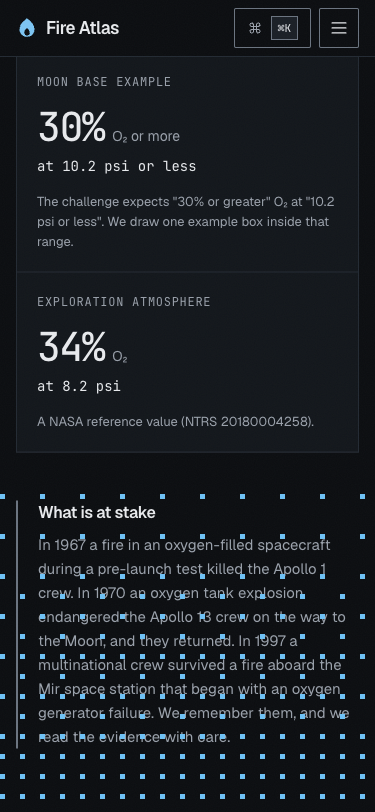 Fire Atlas
⌘ ⌘K
MOON BASE EXAMPLE
30% O₂ or more
at 10.2 psi or less
The challenge expects "30% or greater" O₂ at "10.2
psi or less". We draw one example box inside that
range.
EXPLORATION ATMOSPHERE
34% O₂
at 8.2 psi
A NASA reference value (NTRS 20180004258).
What is at stake
In 1967 a fire in an oxygen-filled spacecraft
during a pre-launch test killed the Apollo 1
crew. In 1970 an oxygen tank explosion
endangered the Apollo 13 crew on the way to
the Moon, and they returned. In 1997 a
multinational crew survived a fire aboard the
Mir space station that began with an oxygen
generator failure. We remember them, and we
read the evidence with care.